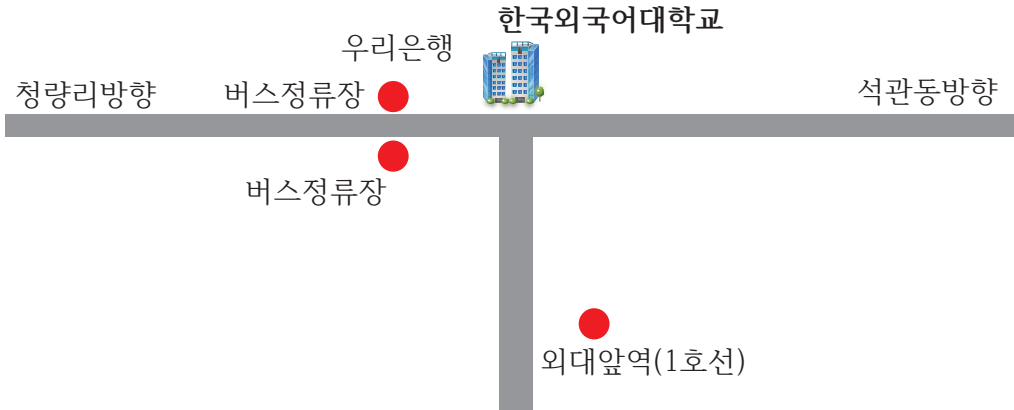 한국외국어대학교
우리은행
청량리방향
버스정류장
석관동방향
버스정류장
외대앞역(1호선)